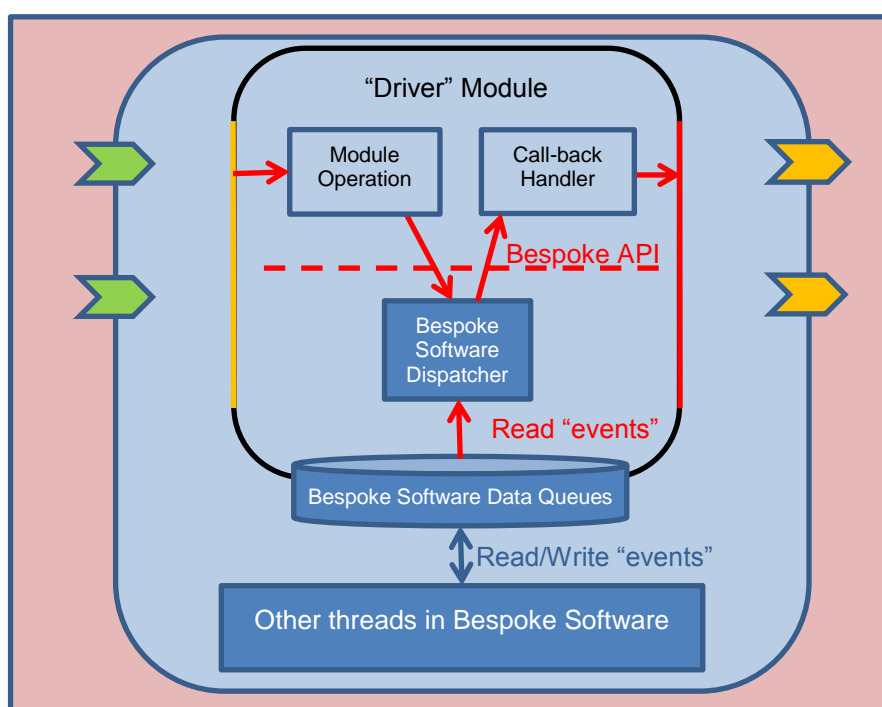 “Driver” Module
Module
Operation
Call-back
Handler
Bespoke API
Bespoke
Software
Dispatcher
Read “events”
Bespoke Software Data Queues
Read/Write “events”
Other threads in Bespoke Software